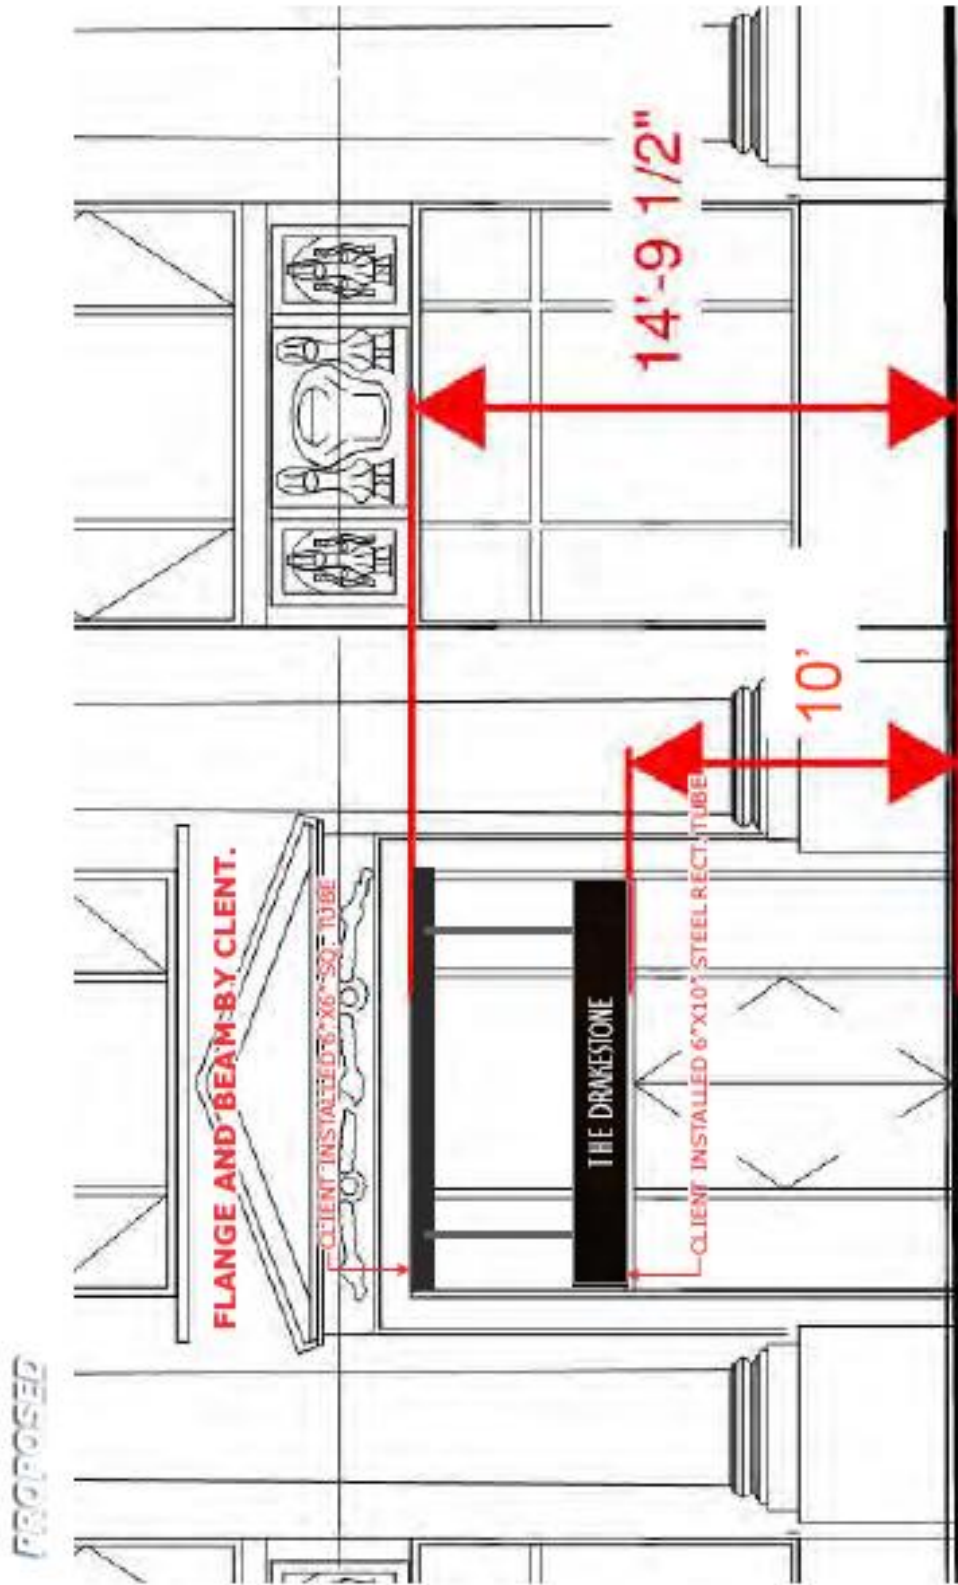 PROPOSED
FLANGE AND BEAM BY CLENT.
CLIENT INSTALLED 6"X6" SQ. TUBE
THE DRAKESTONE
CLIENT INSTALLED 6"X10" STEEL RECT. TUBE
10'
14'-9 1/2"